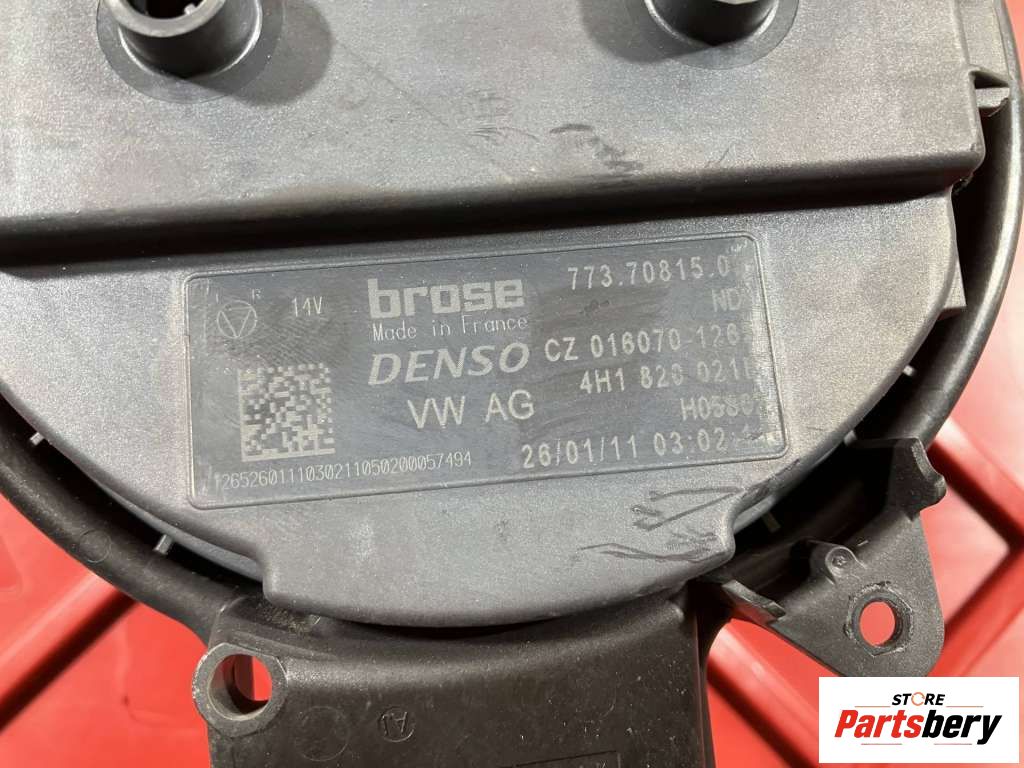 14V
brose
773.70815.0
ND
Made in France
DENSO
CZ 016070-126
4H1 820 021
VW AG
26/01/11 03:02
AI
STORE
Partsbery